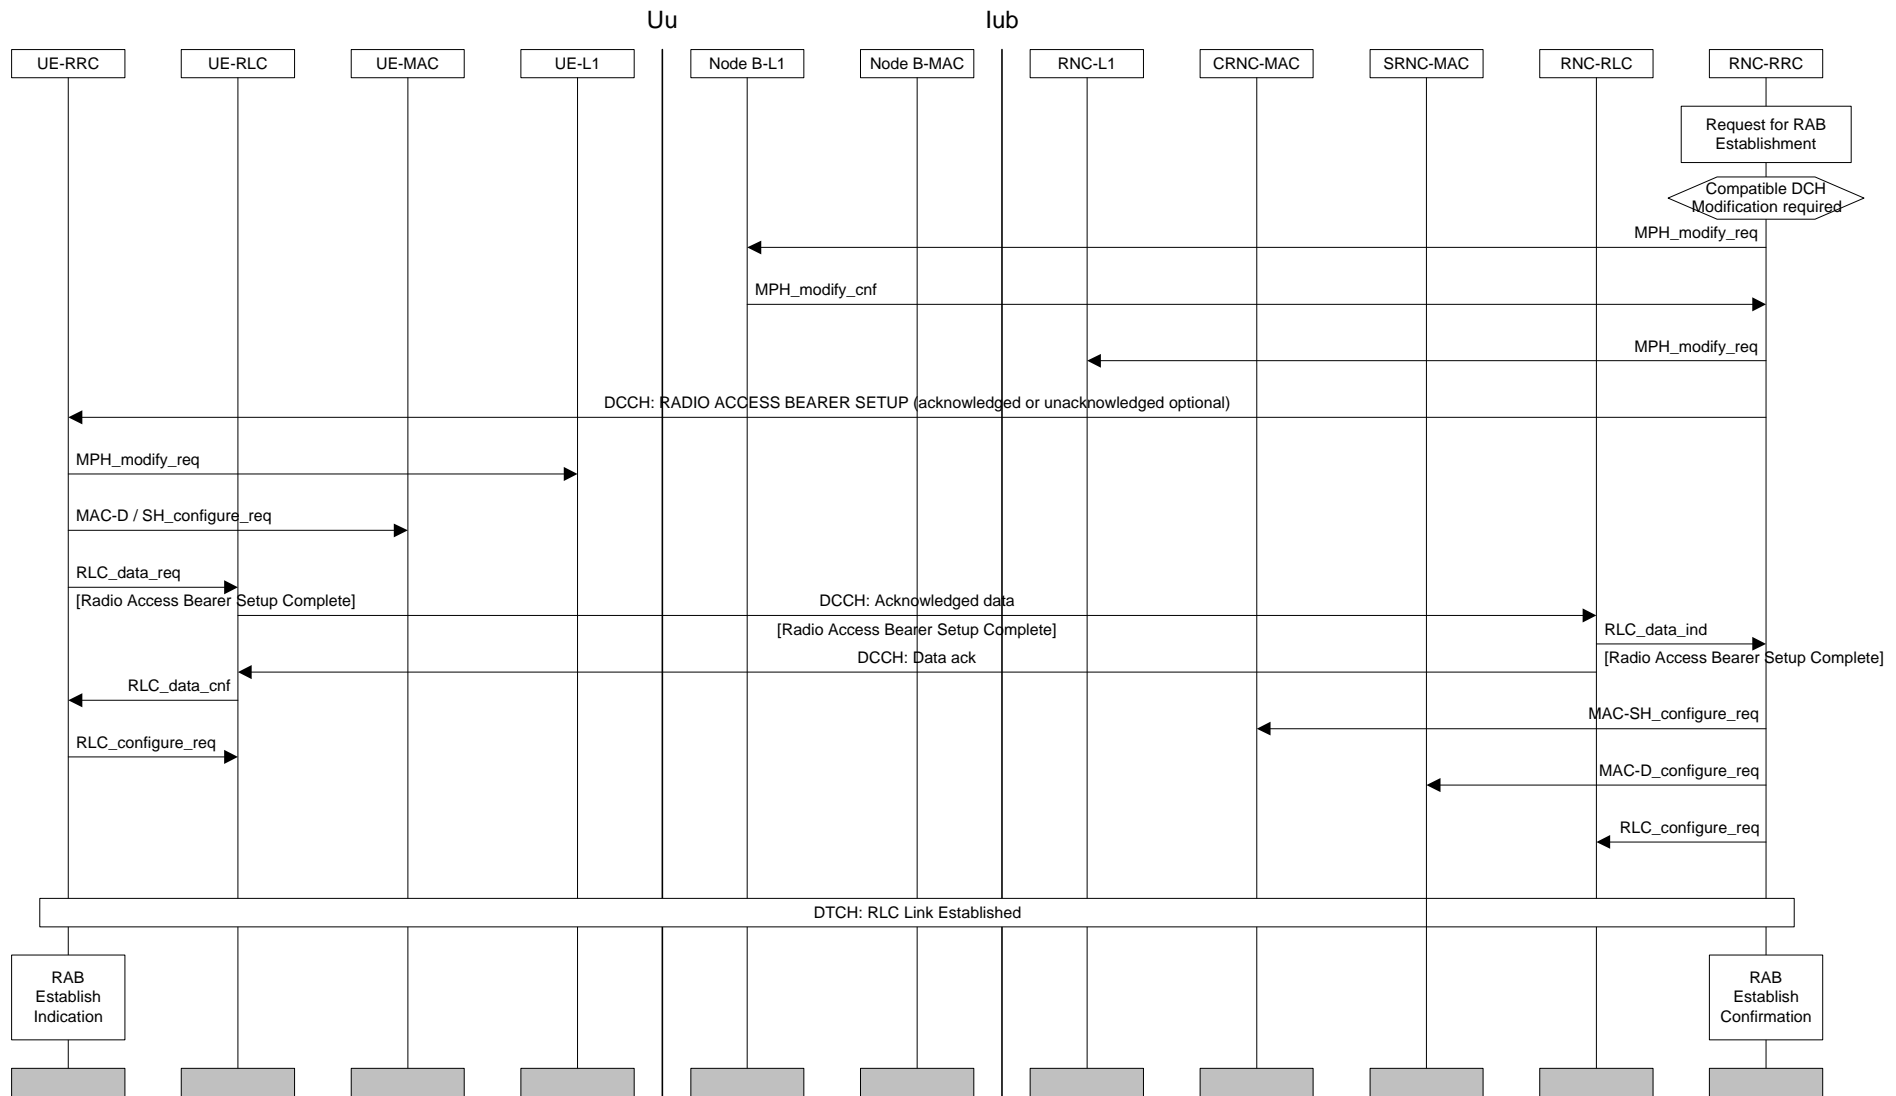 Uu
Iub
UE-RRC
UE-RLC
UE-MAC
UE-L1
Node B-L1
Node B-MAC
RNC-L1
CRNC-MAC
SRNC-MAC
RNC-RLC
RNC-RRC
Request for RAB
Establishment
Compatible DCH
Modification required
MPH_modify_req
MPH_modify_cnf
MPH_modify_req
DCCH: RADIO ACCESS BEARER SETUP (acknowledged or unacknowledged optional)
MPH_modify_req
MAC-D / SH_configure_req
RLC_data_req
[Radio Access Bearer Setup Complete]
DCCH: Acknowledged data
[Radio Access Bearer Setup Complete]
RLC_data_ind
[Radio Access Bearer Setup Complete]
DCCH: Data ack
RLC_data_cnf
MAC-SH_configure_req
RLC_configure_req
MAC-D_configure_req
RLC_configure_req
DTCH: RLC Link Established
RAB
Establish
Indication
RAB
Establish
Confirmation